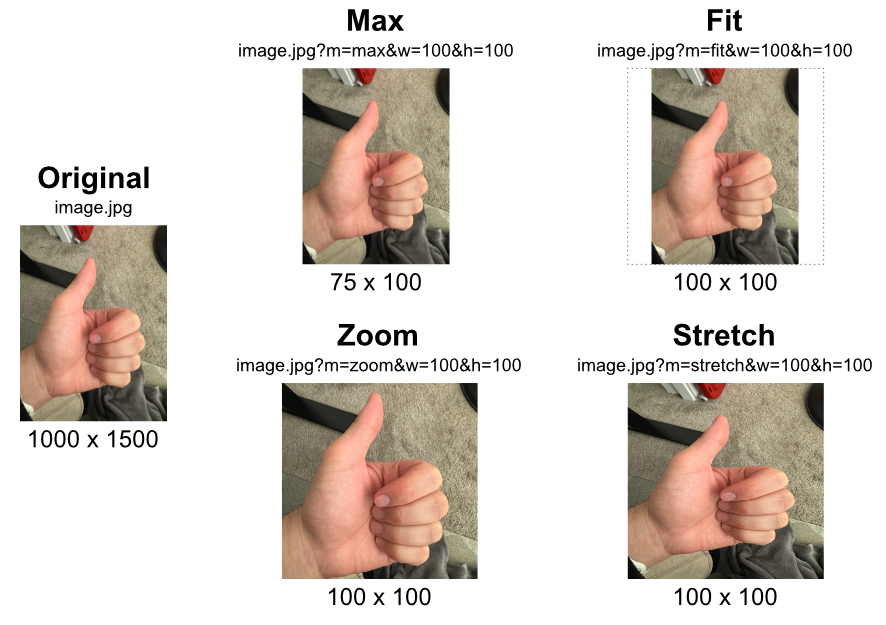 Original
image.jpg
1000 x 1500
Max
image.jpg?m=max&w=100&h=100
75 x 100
Fit
image.jpg?m=fit&w=100&h=100
100 x 100
Zoom
image.jpg?m=zoom&w=100&h=100
100 x 100
Stretch
image.jpg?m=stretch&w=100&h=100
100 x 100